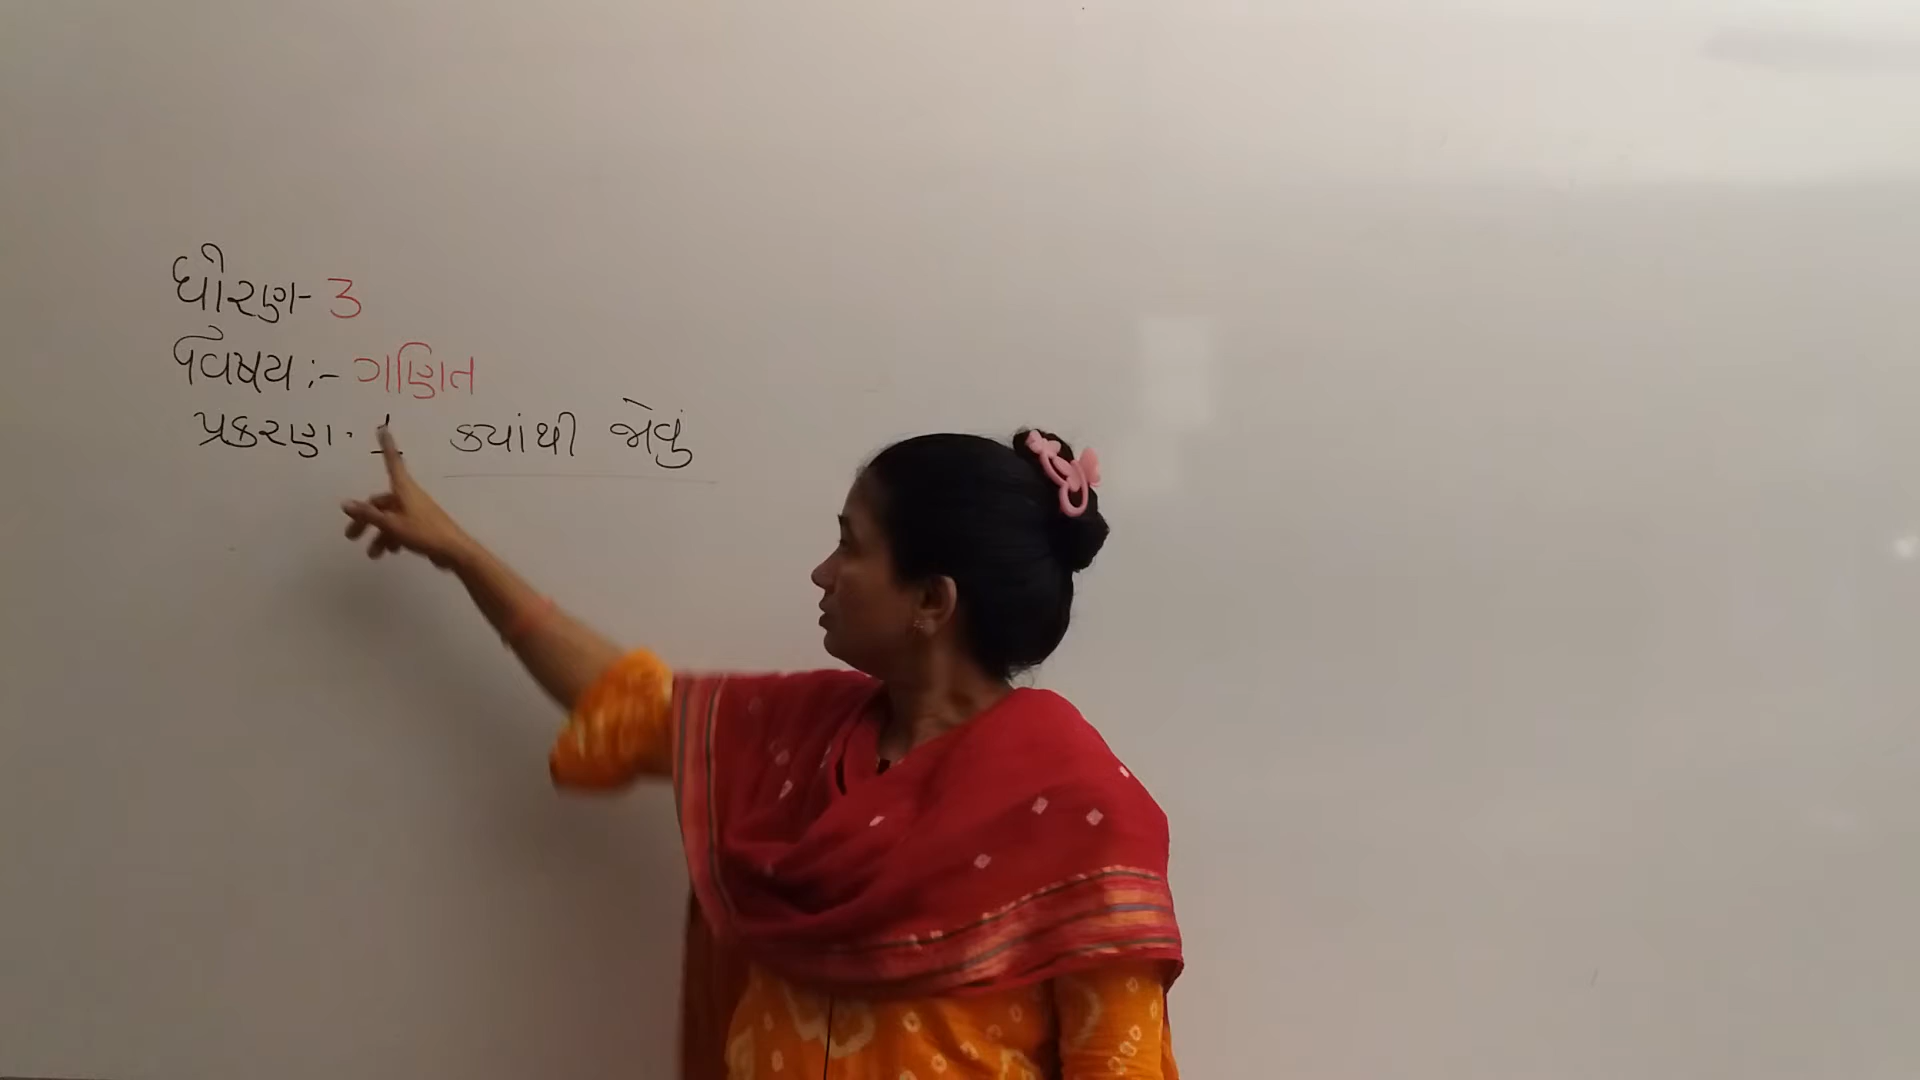 ધોરણ- 3
વિષય :- ગણિત
પ્રકરણ. 1 ક્યાંથી જોવું